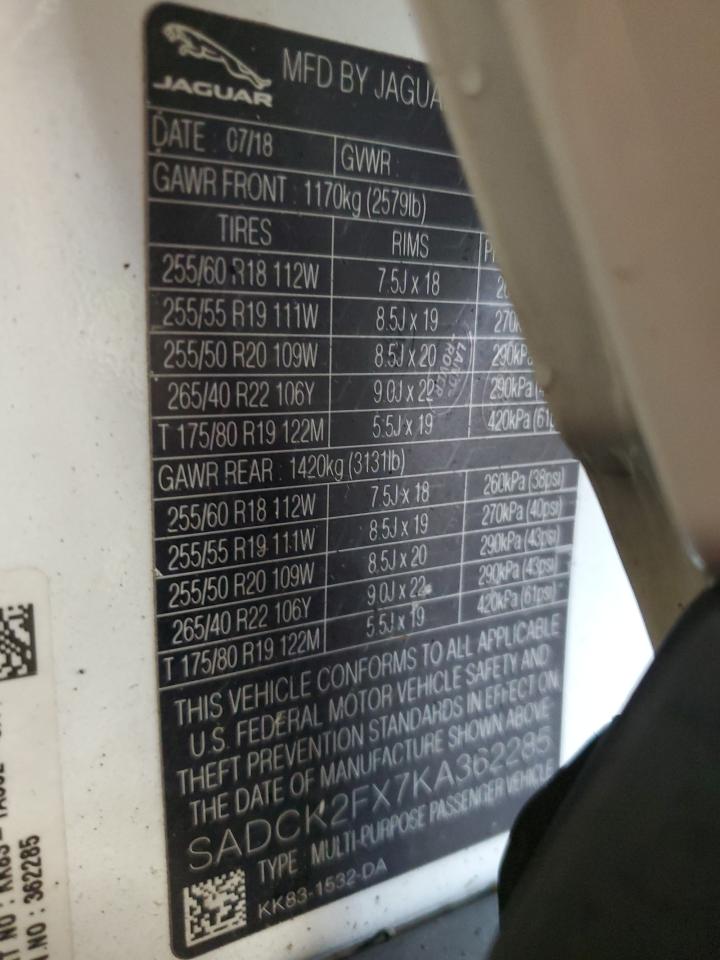 JAGUAR
MFD BY JAGUA
DATE : 07/18 GVWR :
GAWR FRONT : 1170kg (2579lb)
TIRES RIMS
255/60 R18 112W 7.5J x 18
255/55 R19 111W 8.5J x 19 270k
255/50 R20 109W 8.5J x 20 290kP
265/40 R22 106Y 9.0J x 22 290kPa
T 175/80 R19 122M 5.5J x 19 420kPa (61
LAND ROVER
GAWR REAR : 1420kg (3131lb)
255/60 R18 112W 7.5J x 18 260kPa (38psi)
255/55 R19 111W 8.5J x 19 270kPa (40psi)
255/50 R20 109W 8.5J x 20 290kPa (43psi)
265/40 R22 106Y 9.0J x 22 290kPa (43psi)
T 175/80 R19 122M 5.5J x 19 420kPa (61psi)
THIS VEHICLE CONFORMS TO ALL APPLICABLE
U.S. FEDERAL MOTOR VEHICLE SAFETY AND
THEFT PREVENTION STANDARDS IN EFFECT ON
THE DATE OF MANUFACTURE SHOWN ABOVE
SADCK2FX7KA362285
TYPE : MULTI-PURPOSE PASSENGER VEHICLE
KK83-1532-DA
NO : 362285